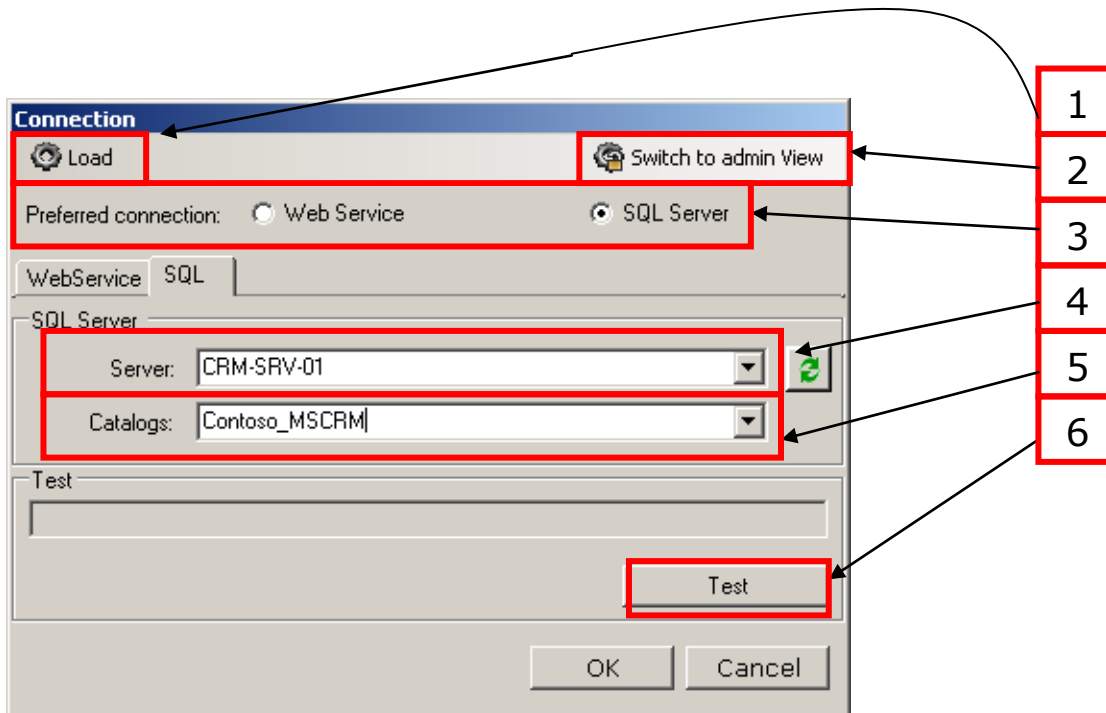 1
Connection
Load
Switch to admin View
2
Preferred connection: Web Service SQL Server
3
WebService SQL
4
SQL Server
Server: CRM-SRV-01
5
Catalogs: Contoso_MSCRM
6
Test
Test
OK Cancel